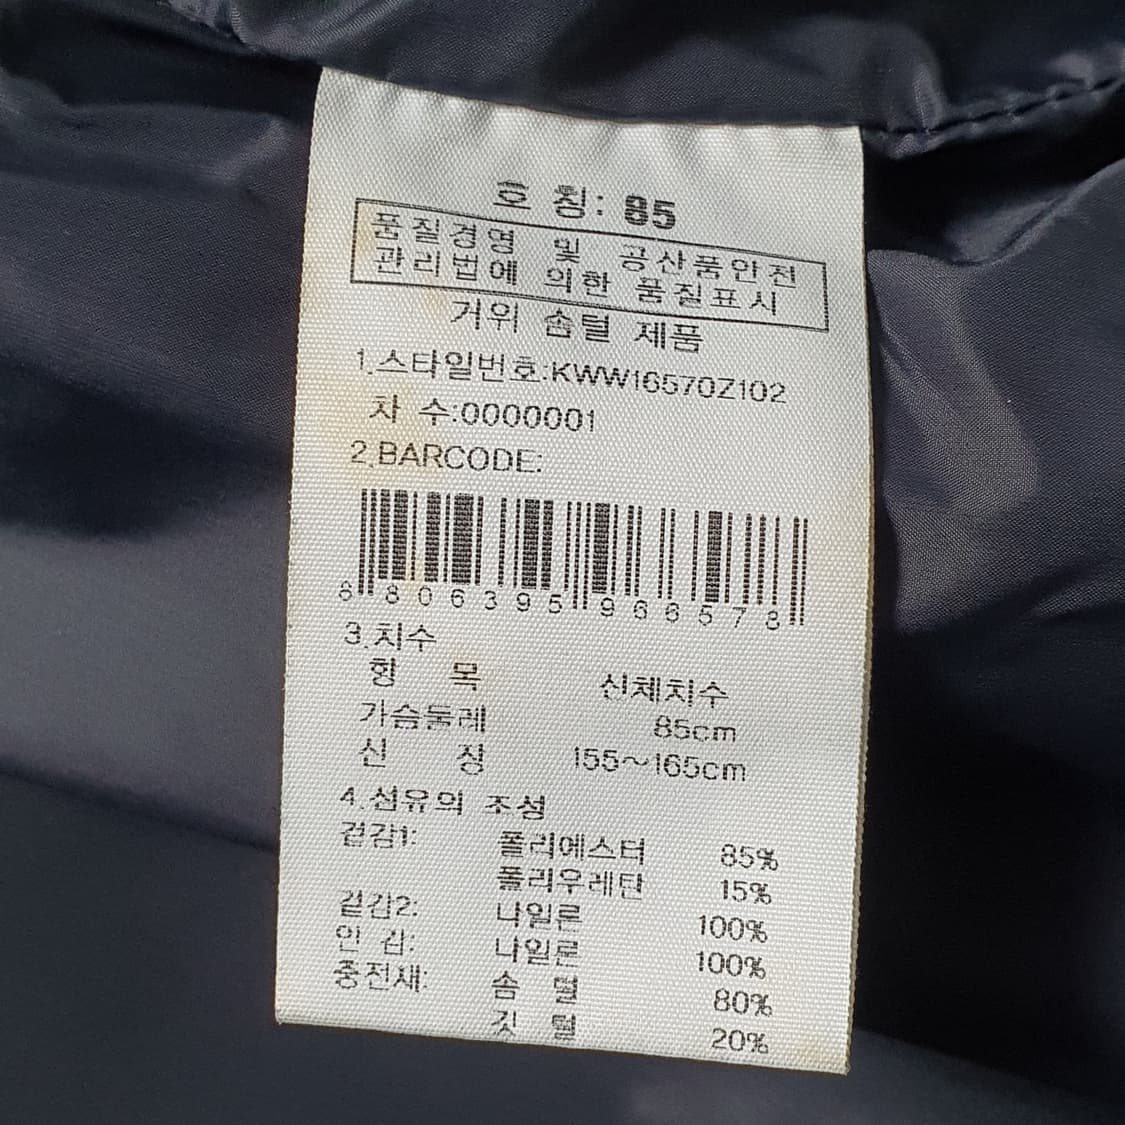 호 칭: 85
품질경영 및 공산품안전
관리법에 의한 품질표시
거위 솜털 제품
1.스타일번호:KWW16570Z102
차 수:0000001
2.BARCODE:
8 806395 966578
3.치수
항 목 신체치수
가슴둘레 85cm
신 장 155~165cm
4.섬유의 조성
겉감1: 폴리에스터 85%
폴리우레탄 15%
겉감2: 나일론 100%
안 감: 나일론 100%
충전재: 솜 털 80%
깃 털 20%